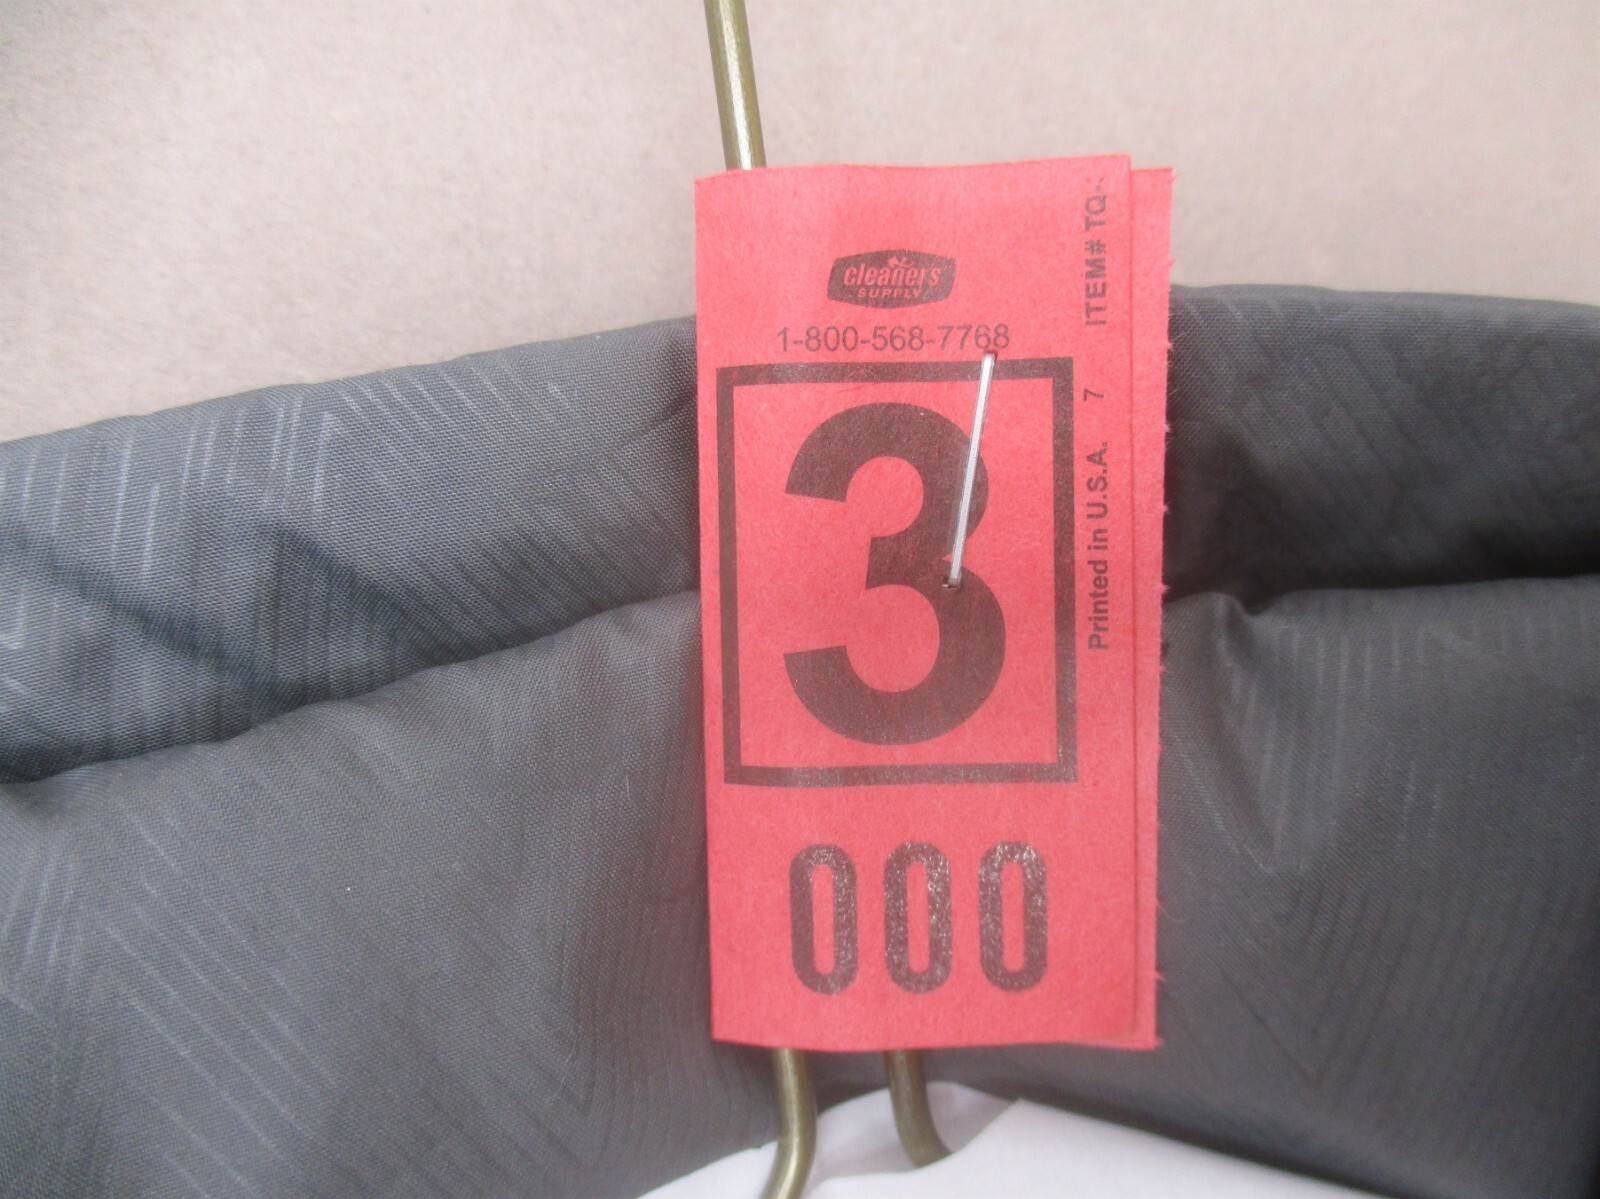 cleaners
SUPPLY
1-800-568-7768
3
000
Printed in U.S.A. 7 ITEM# TQ-